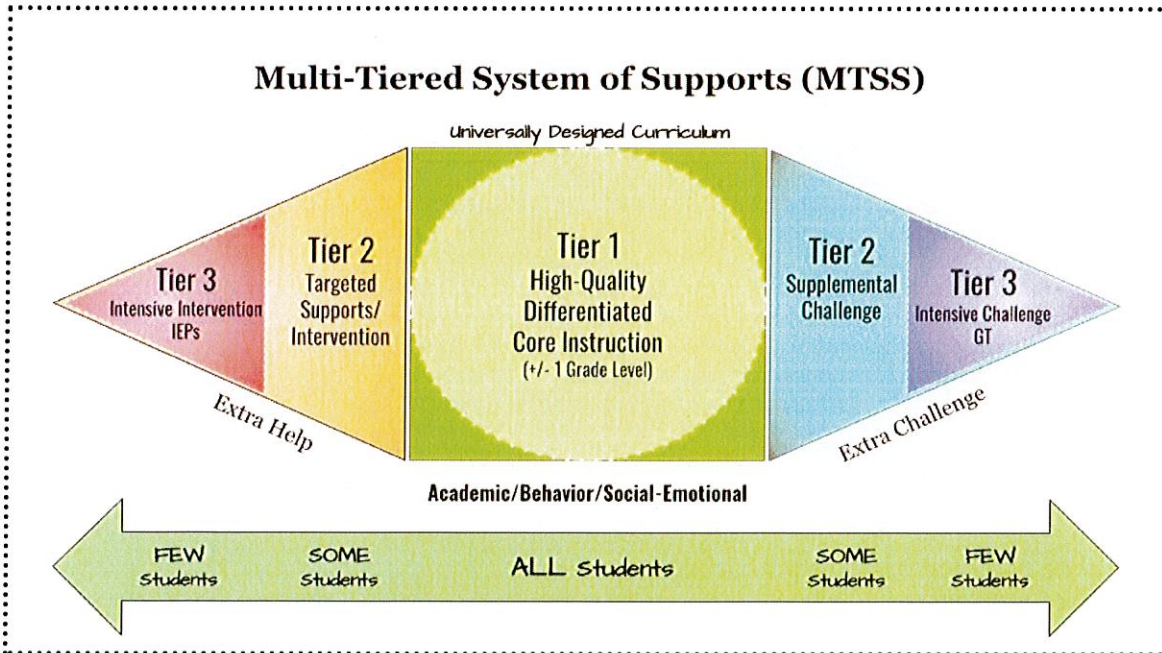 Multi-Tiered System of Supports (MTSS)
Universally Designed Curriculum
Tier 3
Intensive Intervention
IEPs
Tier 2
Targeted
Supports/
Intervention
Extra Help
Tier 1
High-Quality
Differentiated
Core Instruction
(+/- 1 Grade Level)
Tier 2
Supplemental
Challenge
Tier 3
Intensive Challenge
GT
Extra Challenge
Academic/Behavior/Social-Emotional
FEW
Students
SOME
Students
ALL Students
SOME
Students
FEW
Students